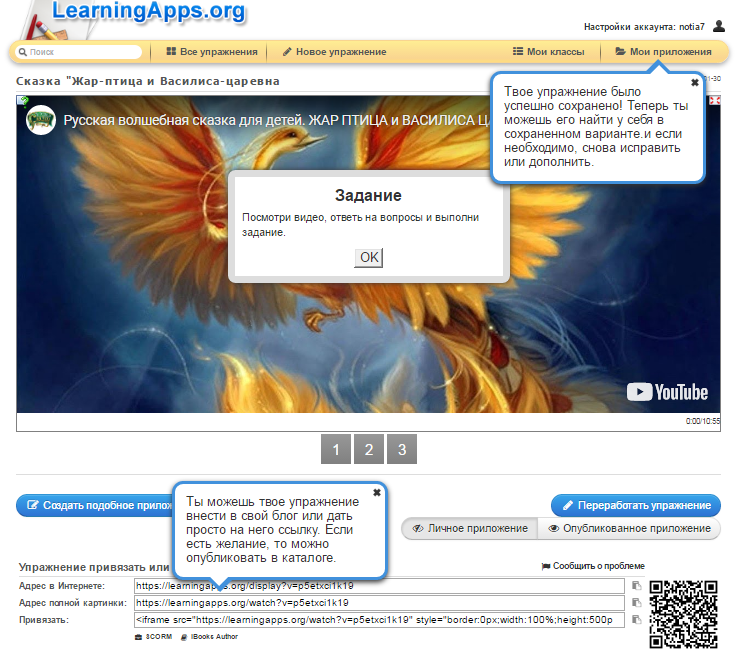 LearningApps.org
Настройки аккаунта: notia7
Поиск
Все упражнения
Новое упражнение
Мои классы
Мои приложения
Сказка "Жар-птица и Василиса-царевна
Твое упражнение было
успешно сохранено! Теперь ты
можешь его найти у себя в
сохраненном варианте.и если
необходимо, снова исправить
или дополнить.
Русская волшебная сказка для детей. ЖАР ПТИЦА и ВАСИЛИСА
Задание
Посмотри видео, ответь на вопросы и выполни
задание.
OK
YouTube
0:00/10:55
1 2 3
Создать подобное
Ты можешь твое упражнение
внести в свой блог или дать
просто на него ссылку. Если
есть желание, то можно
опубликовать в каталоге.
Переработать упражнение
Личное приложение
Опубликованное приложение
Упражнение привязать или
Сообщить о проблеме
Адрес в Интернете: https://learningapps.org/display?v=p5etxci1k19
Адрес полной картинки: https://learningapps.org/watch?v=p5etxci1k19
Привязать: <iframe src="https://learningapps.org/watch?v=p5etxci1k19" style="border:0px;width:100%;height:500p
SCORM iBooks Author